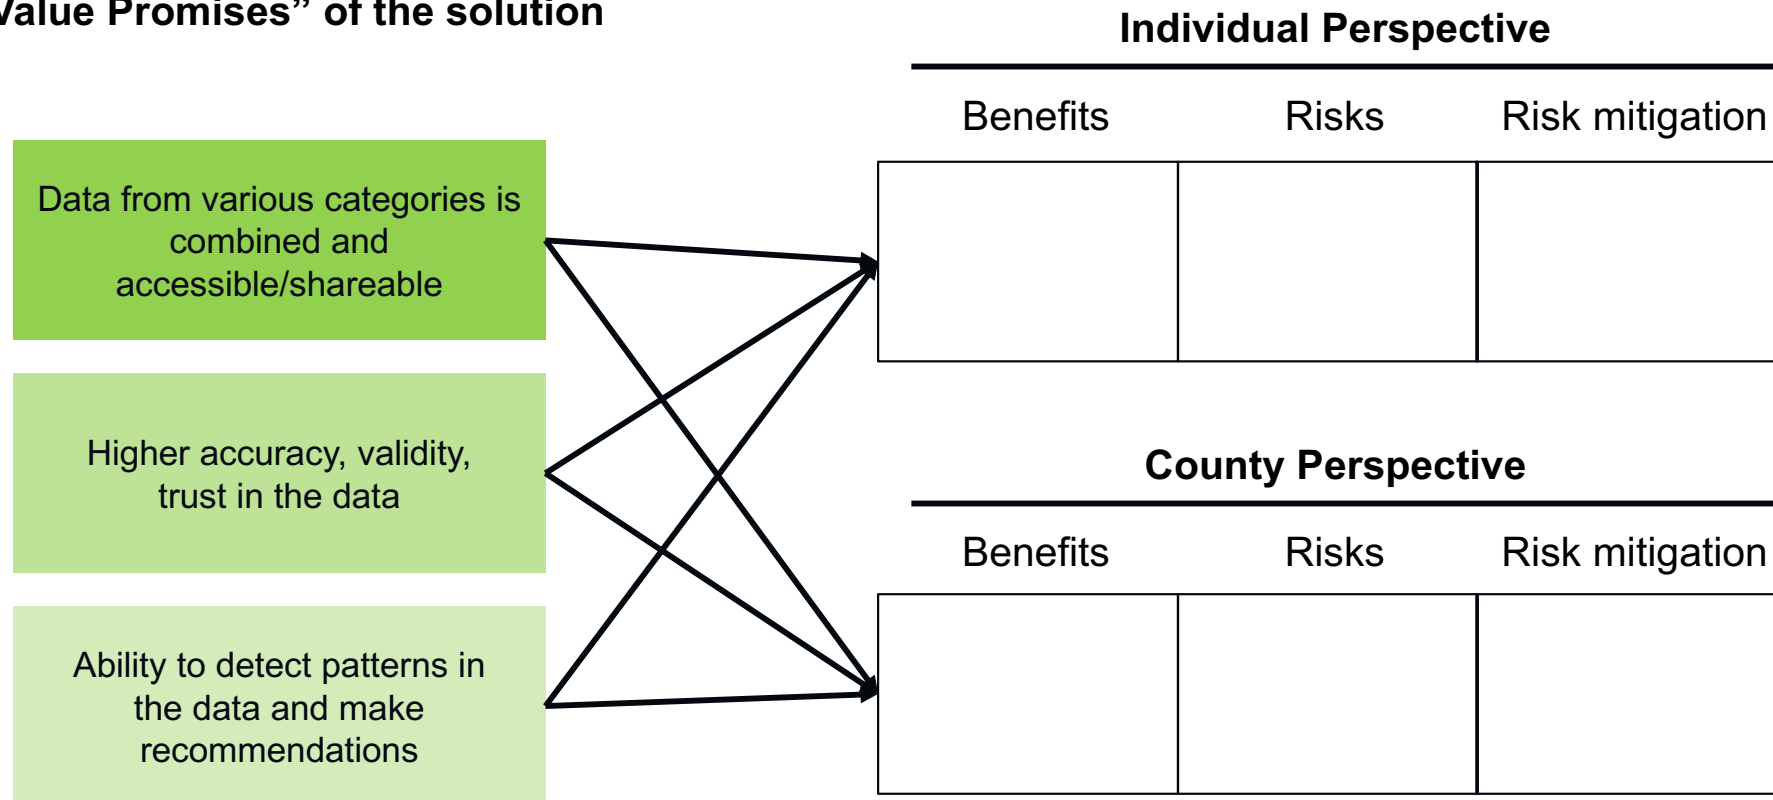 Value Promises” of the solution
Data from various categories is
combined and
accessible/shareable
Higher accuracy, validity,
trust in the data
Ability to detect patterns in
the data and make
recommendations
Individual Perspective
Benefits Risks Risk mitigation
County Perspective
Benefits Risks Risk mitigation